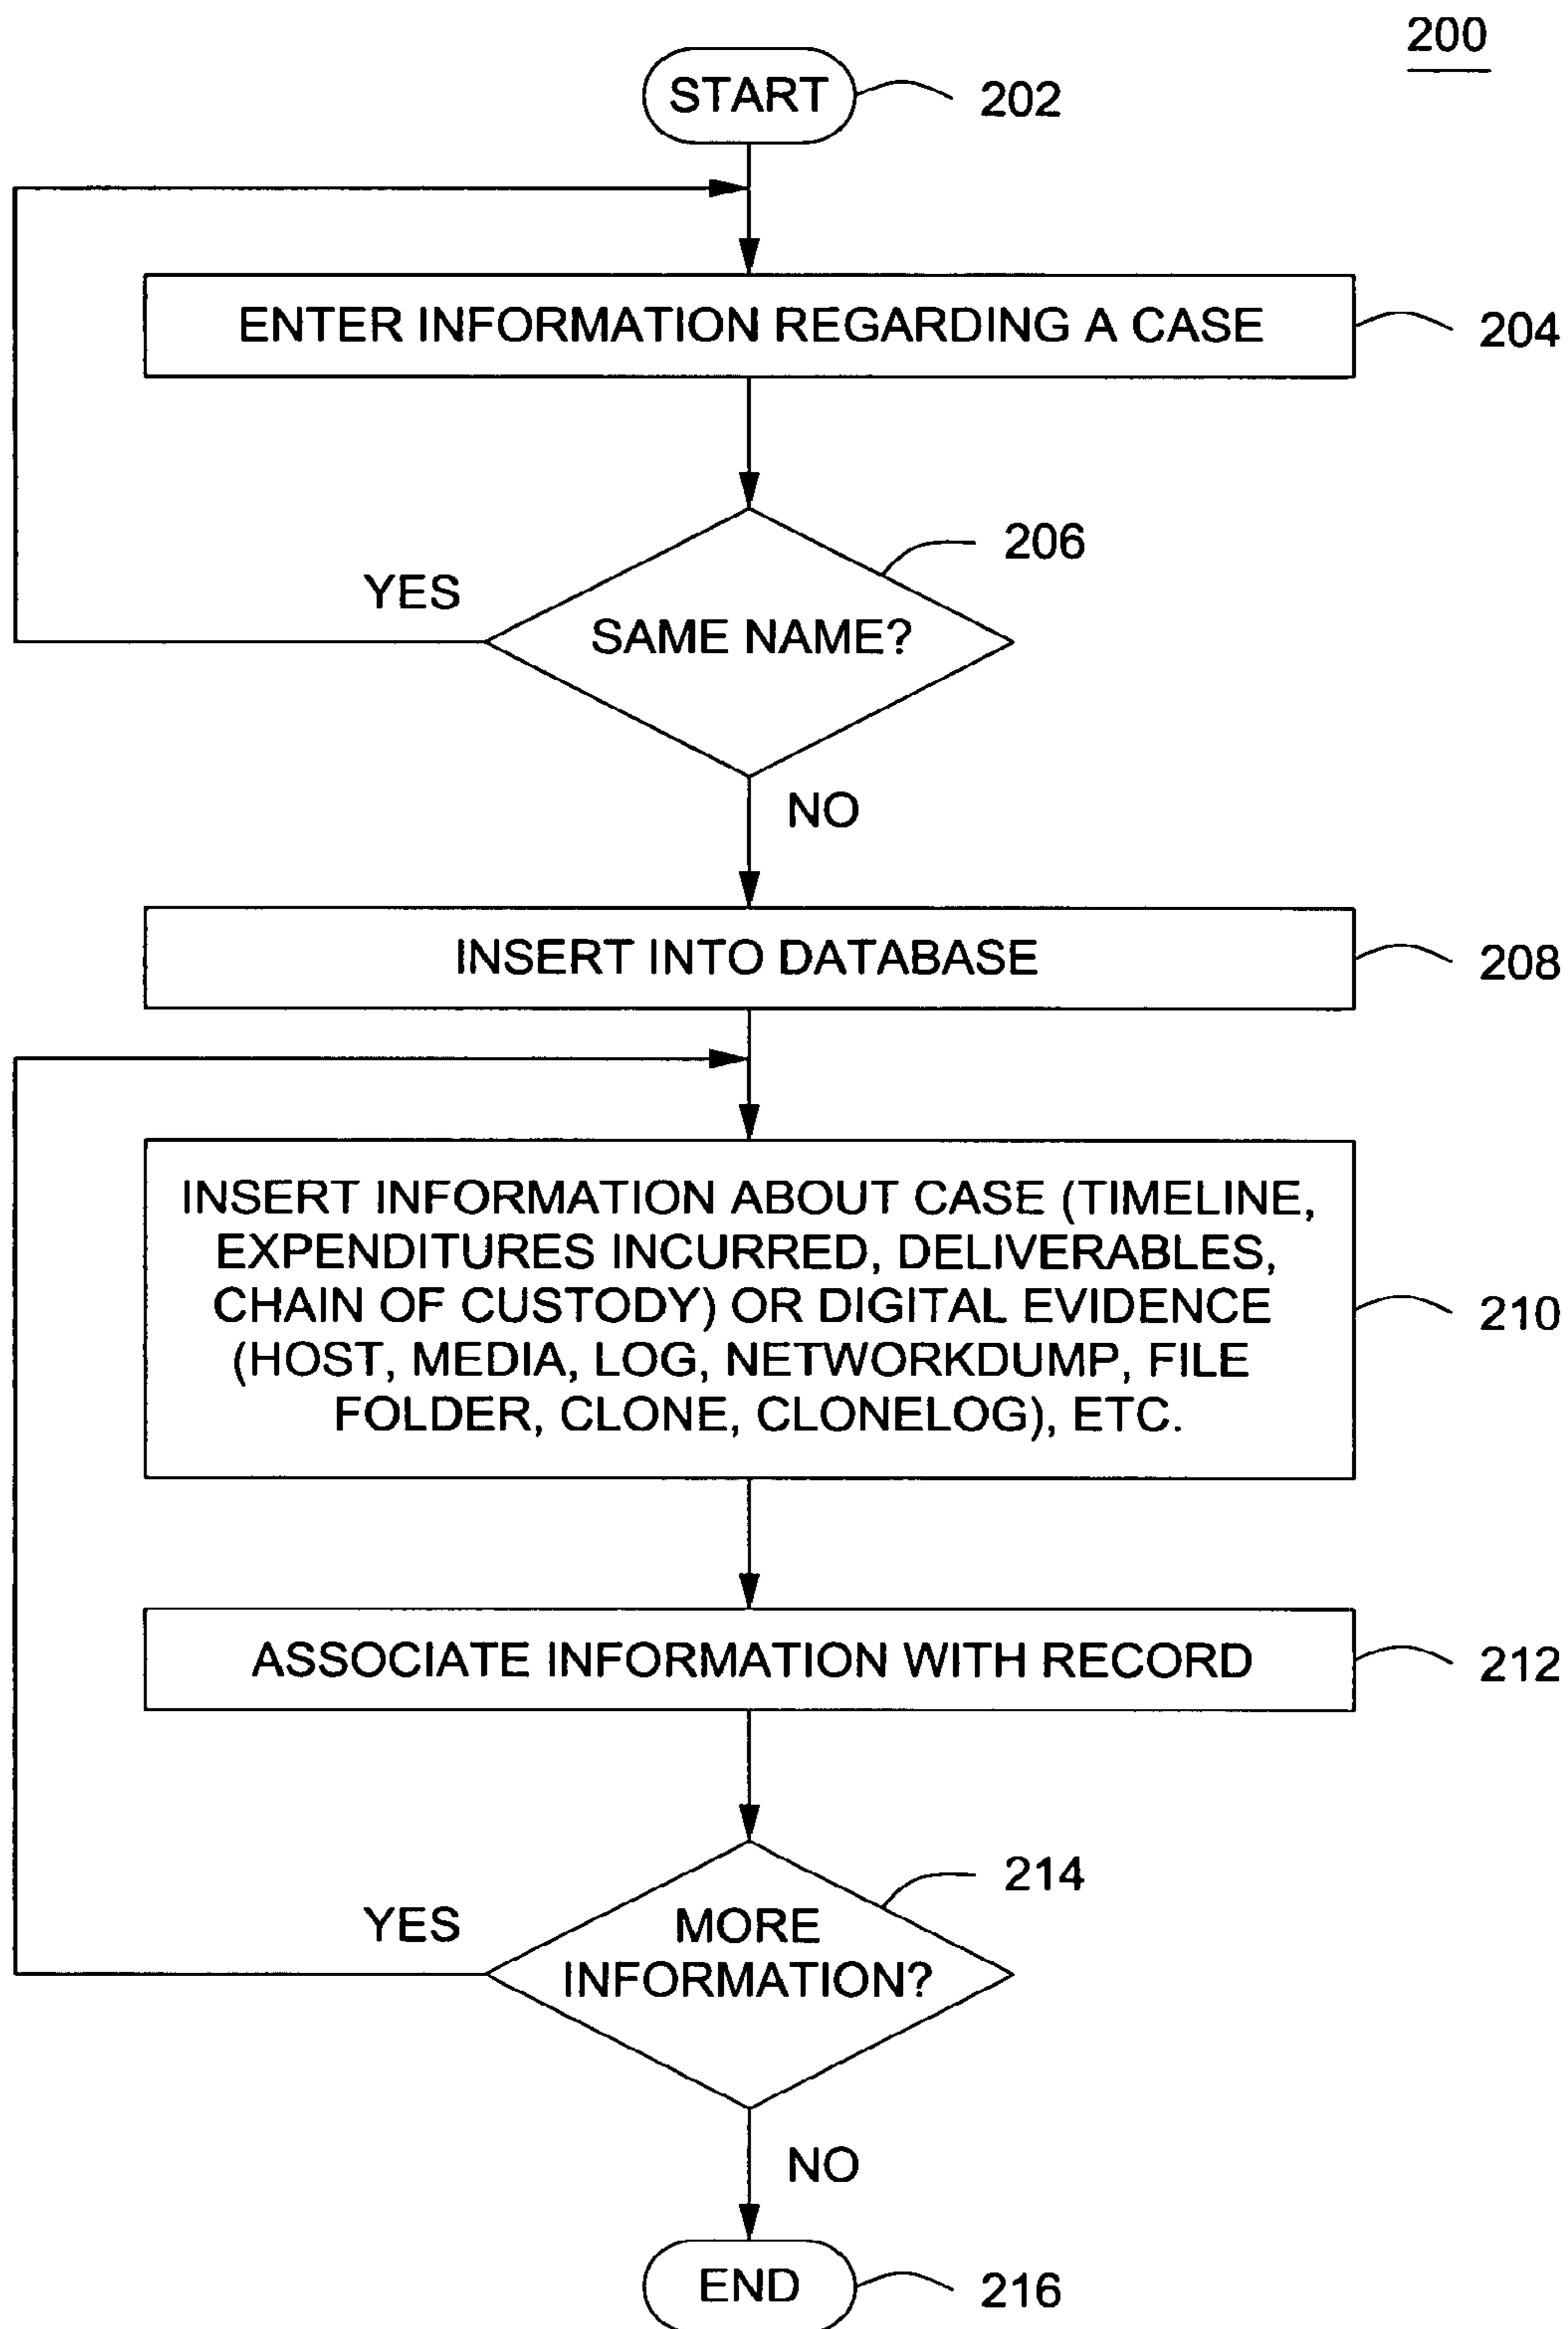 200
START
202
ENTER INFORMATION REGARDING A CASE
204
206
YES
SAME NAME?
NO
INSERT INTO DATABASE
208
INSERT INFORMATION ABOUT CASE (TIMELINE,
EXPENDITURES INCURRED, DELIVERABLES,
CHAIN OF CUSTODY) OR DIGITAL EVIDENCE
(HOST, MEDIA, LOG, NETWORKDUMP, FILE
FOLDER, CLONE, CLONELOG), ETC.
210
ASSOCIATE INFORMATION WITH RECORD
212
214
YES
MORE
INFORMATION?
NO
END
216